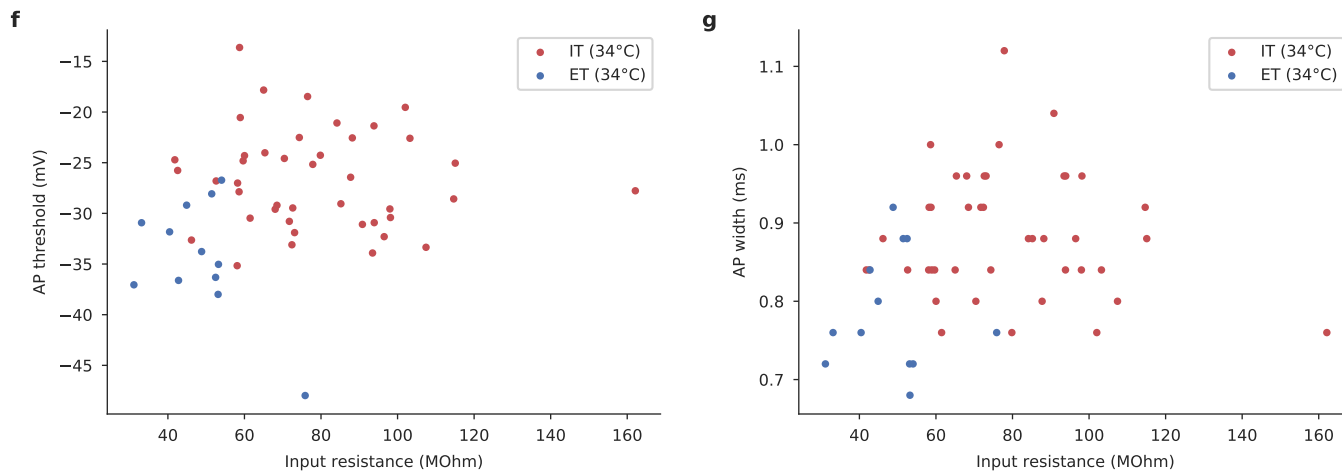 f
−15
−20
−25
−30
−35
−40
−45
AP threshold (mV)
IT (34°C)
ET (34°C)
40 60 80 100 120 140 160
Input resistance (MOhm)
g
1.1
1.0
0.9
0.8
0.7
AP width (ms)
IT (34°C)
ET (34°C)
40 60 80 100 120 140 160
Input resistance (MOhm)